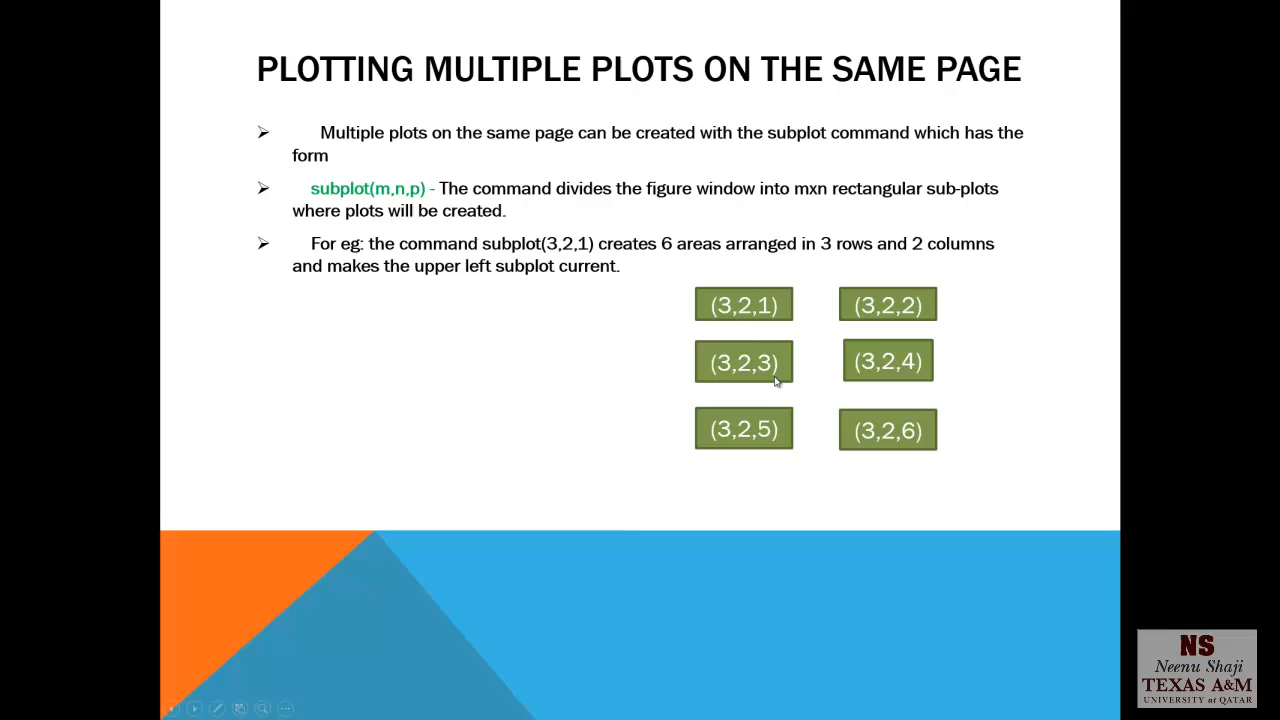 PLOTTING MULTIPLE PLOTS ON THE SAME PAGE
Multiple plots on the same page can be created with the subplot command which has the
form
subplot(m,n,p) - The command divides the figure window into mxn rectangular sub-plots
where plots will be created.
For eg: the command subplot(3,2,1) creates 6 areas arranged in 3 rows and 2 columns
and makes the upper left subplot current.
(3,2,1) (3,2,2)
(3,2,3) (3,2,4)
(3,2,5) (3,2,6)
NS
Neenu Shaji
TEXAS A&M
UNIVERSITY at QATAR